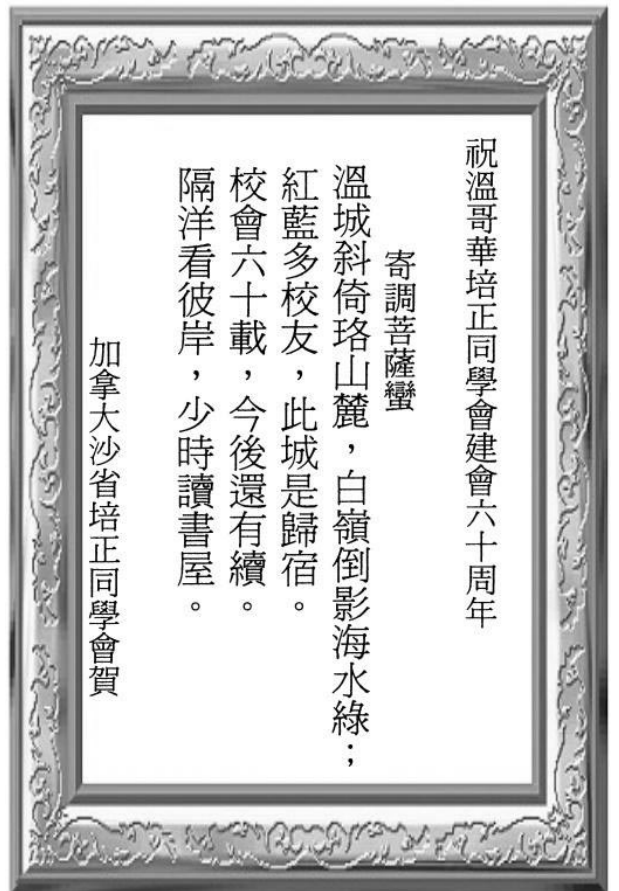 祝溫哥華培正同學會建會六十周年
寄調菩薩蠻
溫城斜倚珞山麓，白嶺倒影海水綠；
紅藍多校友，此城是歸宿。
校會六十載，今後還有續。
隔洋看彼岸，少時讀書屋。
加拿大沙省培正同學會賀